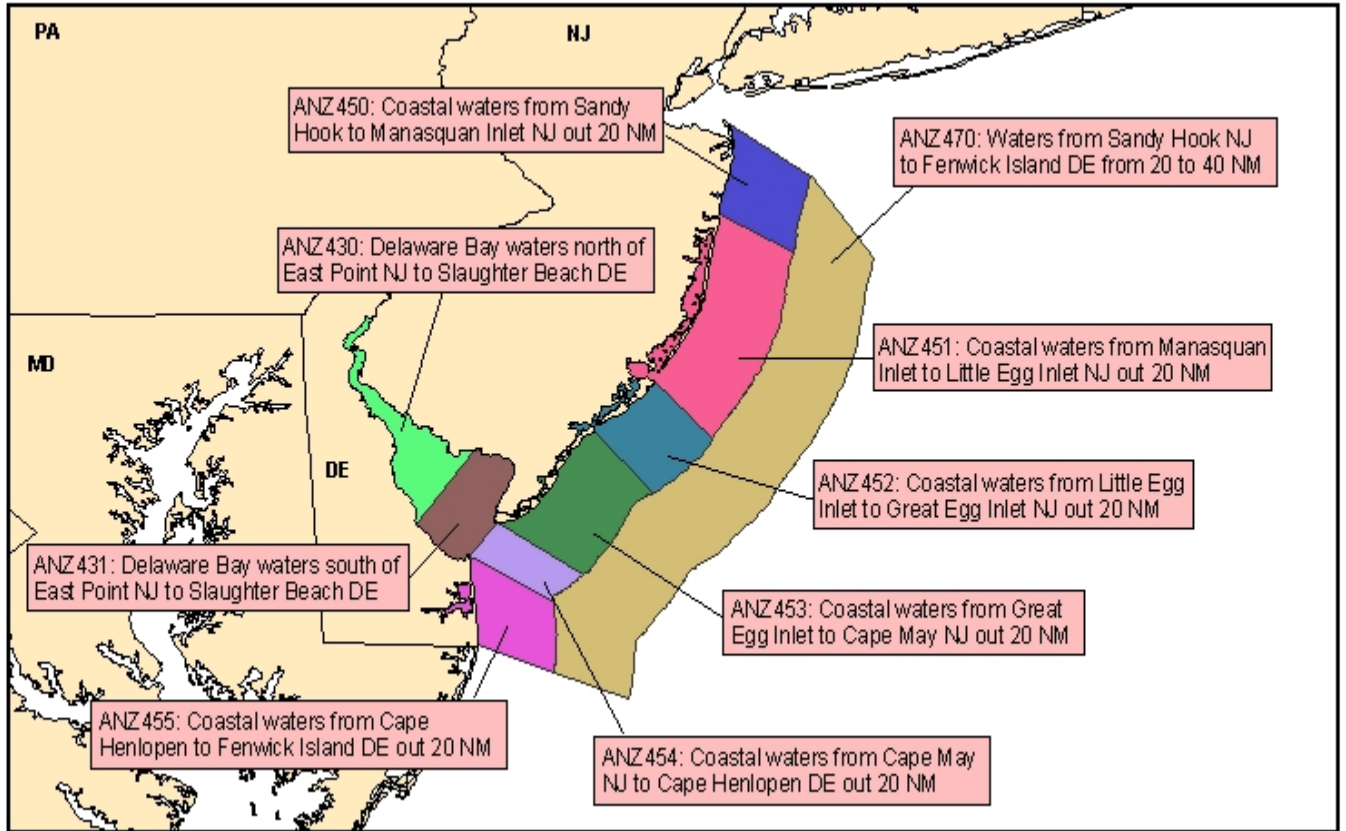 PA
NJ
ANZ450: Coastal waters from Sandy
Hook to Manasquan Inlet NJ out 20 NM
ANZ470: Waters from Sandy Hook NJ
to Fenwick Island DE from 20 to 40 NM
ANZ430: Delaware Bay waters north of
East Point NJ to Slaughter Beach DE
MD
ANZ451: Coastal waters from Manasquan
Inlet to Little Egg Inlet NJ out 20 NM
DE
ANZ452: Coastal waters from Little Egg
Inlet to Great Egg Inlet NJ out 20 NM
ANZ431: Delaware Bay waters south of
East Point NJ to Slaughter Beach DE
ANZ453: Coastal waters from Great
Egg Inlet to Cape May NJ out 20 NM
ANZ455: Coastal waters from Cape
Henlopen to Fenwick Island DE out 20 NM
ANZ454: Coastal waters from Cape May
NJ to Cape Henlopen DE out 20 NM